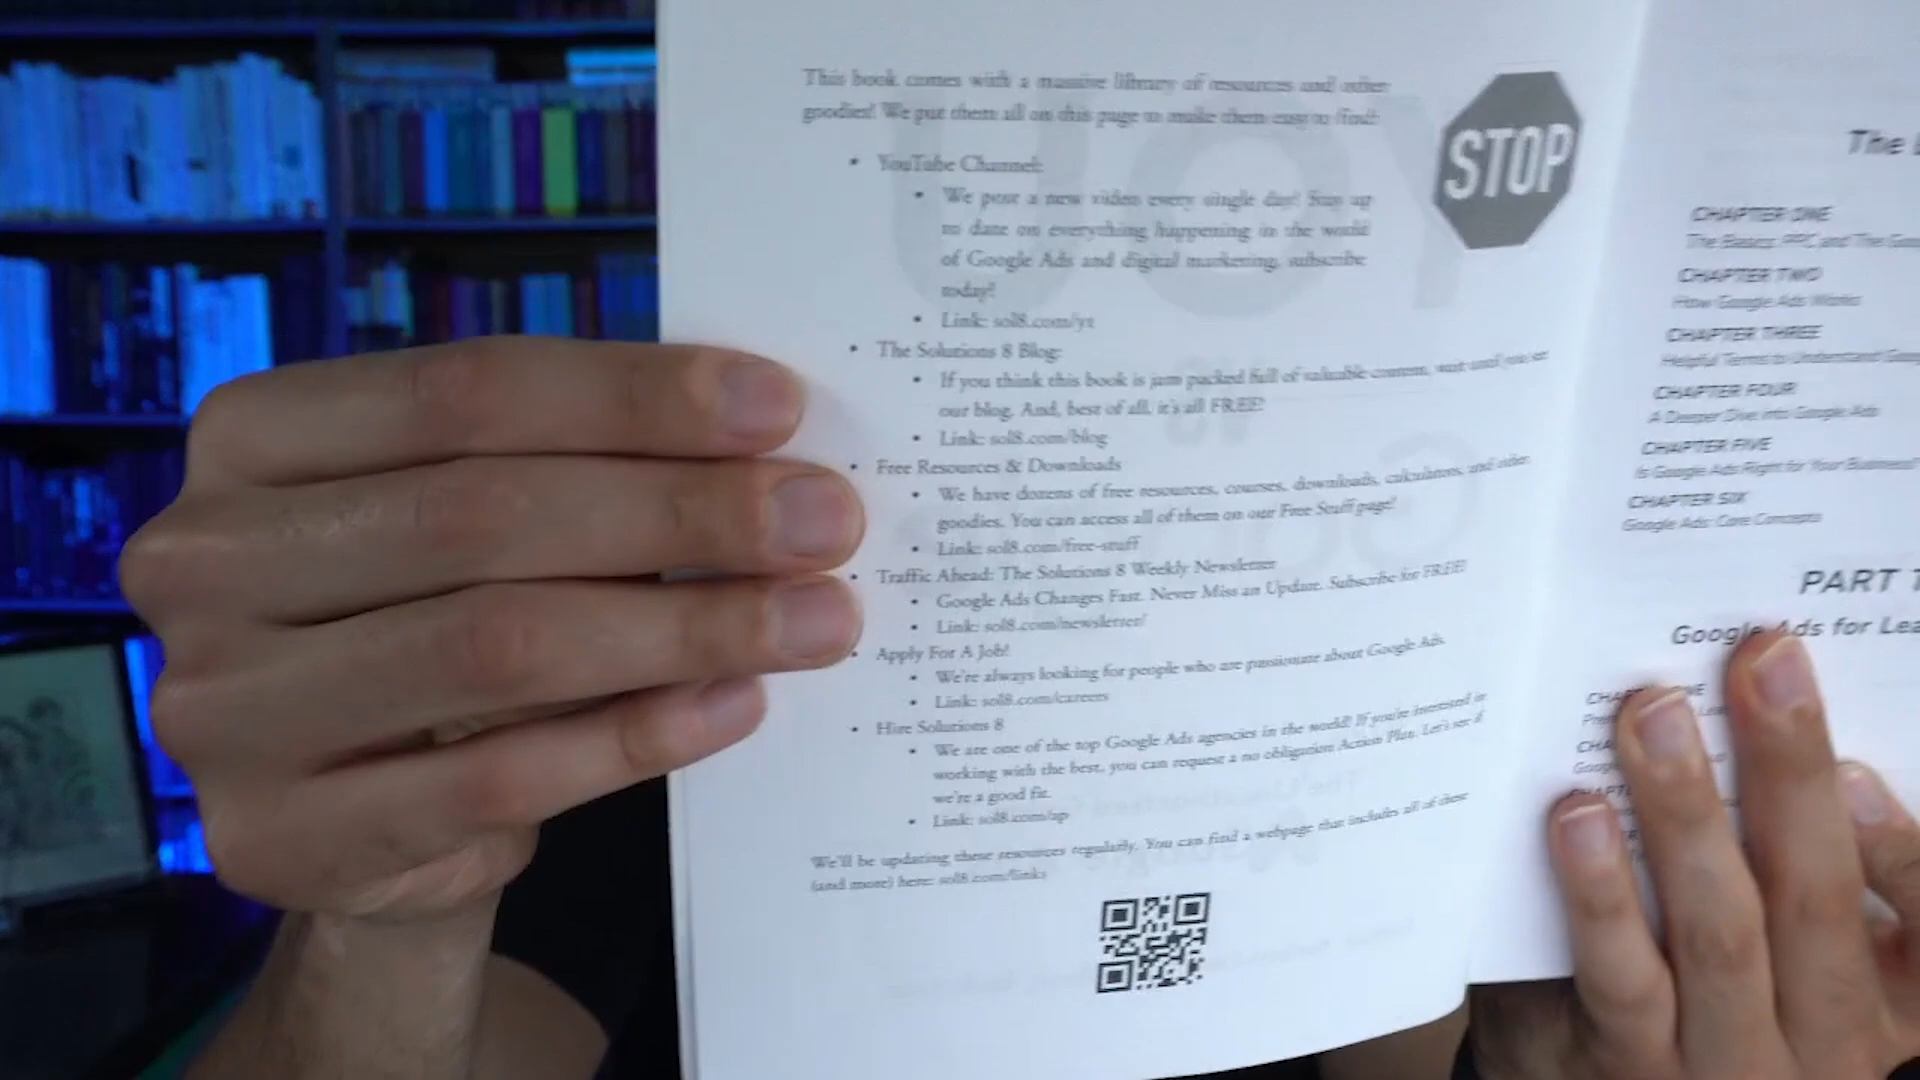 This book comes with a massive library of resources and other
goodies! We put them all on this page to make them easy to find:
STOP
• YouTube Channel:
• We post a new video every single day! Stay up
to date on everything happening in the world
of Google Ads and digital marketing, subscribe
today!
• Link: sol8.com/yt
• The Solutions 8 Blog:
• If you think this book is jam packed full of valuable content, wait until you see
our blog. And, best of all, it's all FREE!
• Link: sol8.com/blog
• Free Resources & Downloads
• We have dozens of free resources, courses, downloads, calculators, and other
goodies. You can access all of them on our Free Stuff page!
• Link: sol8.com/free-stuff
• Traffic Ahead: The Solutions 8 Weekly Newsletter
• Google Ads Changes Fast. Never Miss an Update. Subscribe for FREE!
• Link: sol8.com/newsletter/
• Apply For A Job!
• We're always looking for people who are passionate about Google Ads.
• Link: sol8.com/careers
• Hire Solutions 8
• We are one of the top Google Ads agencies in the world! If you're interested in
working with the best, you can request a no obligation Action Plan. Let's see if
we're a good fit.
• Link: sol8.com/ap
We'll be updating these resources regularly. You can find a webpage that includes all of these
(and more) here: sol8.com/links
The
CHAPTER ONE
The Basics: PPC and The
CHAPTER TWO
How Google Ads Works
CHAPTER THREE
Helpful Terms to Understand
CHAPTER FOUR
A Deeper Dive into Google Ads
CHAPTER FIVE
Is Google Ads Right for Your Business?
CHAPTER SIX
Google Ads: Core Concepts
PART
Google Ads for